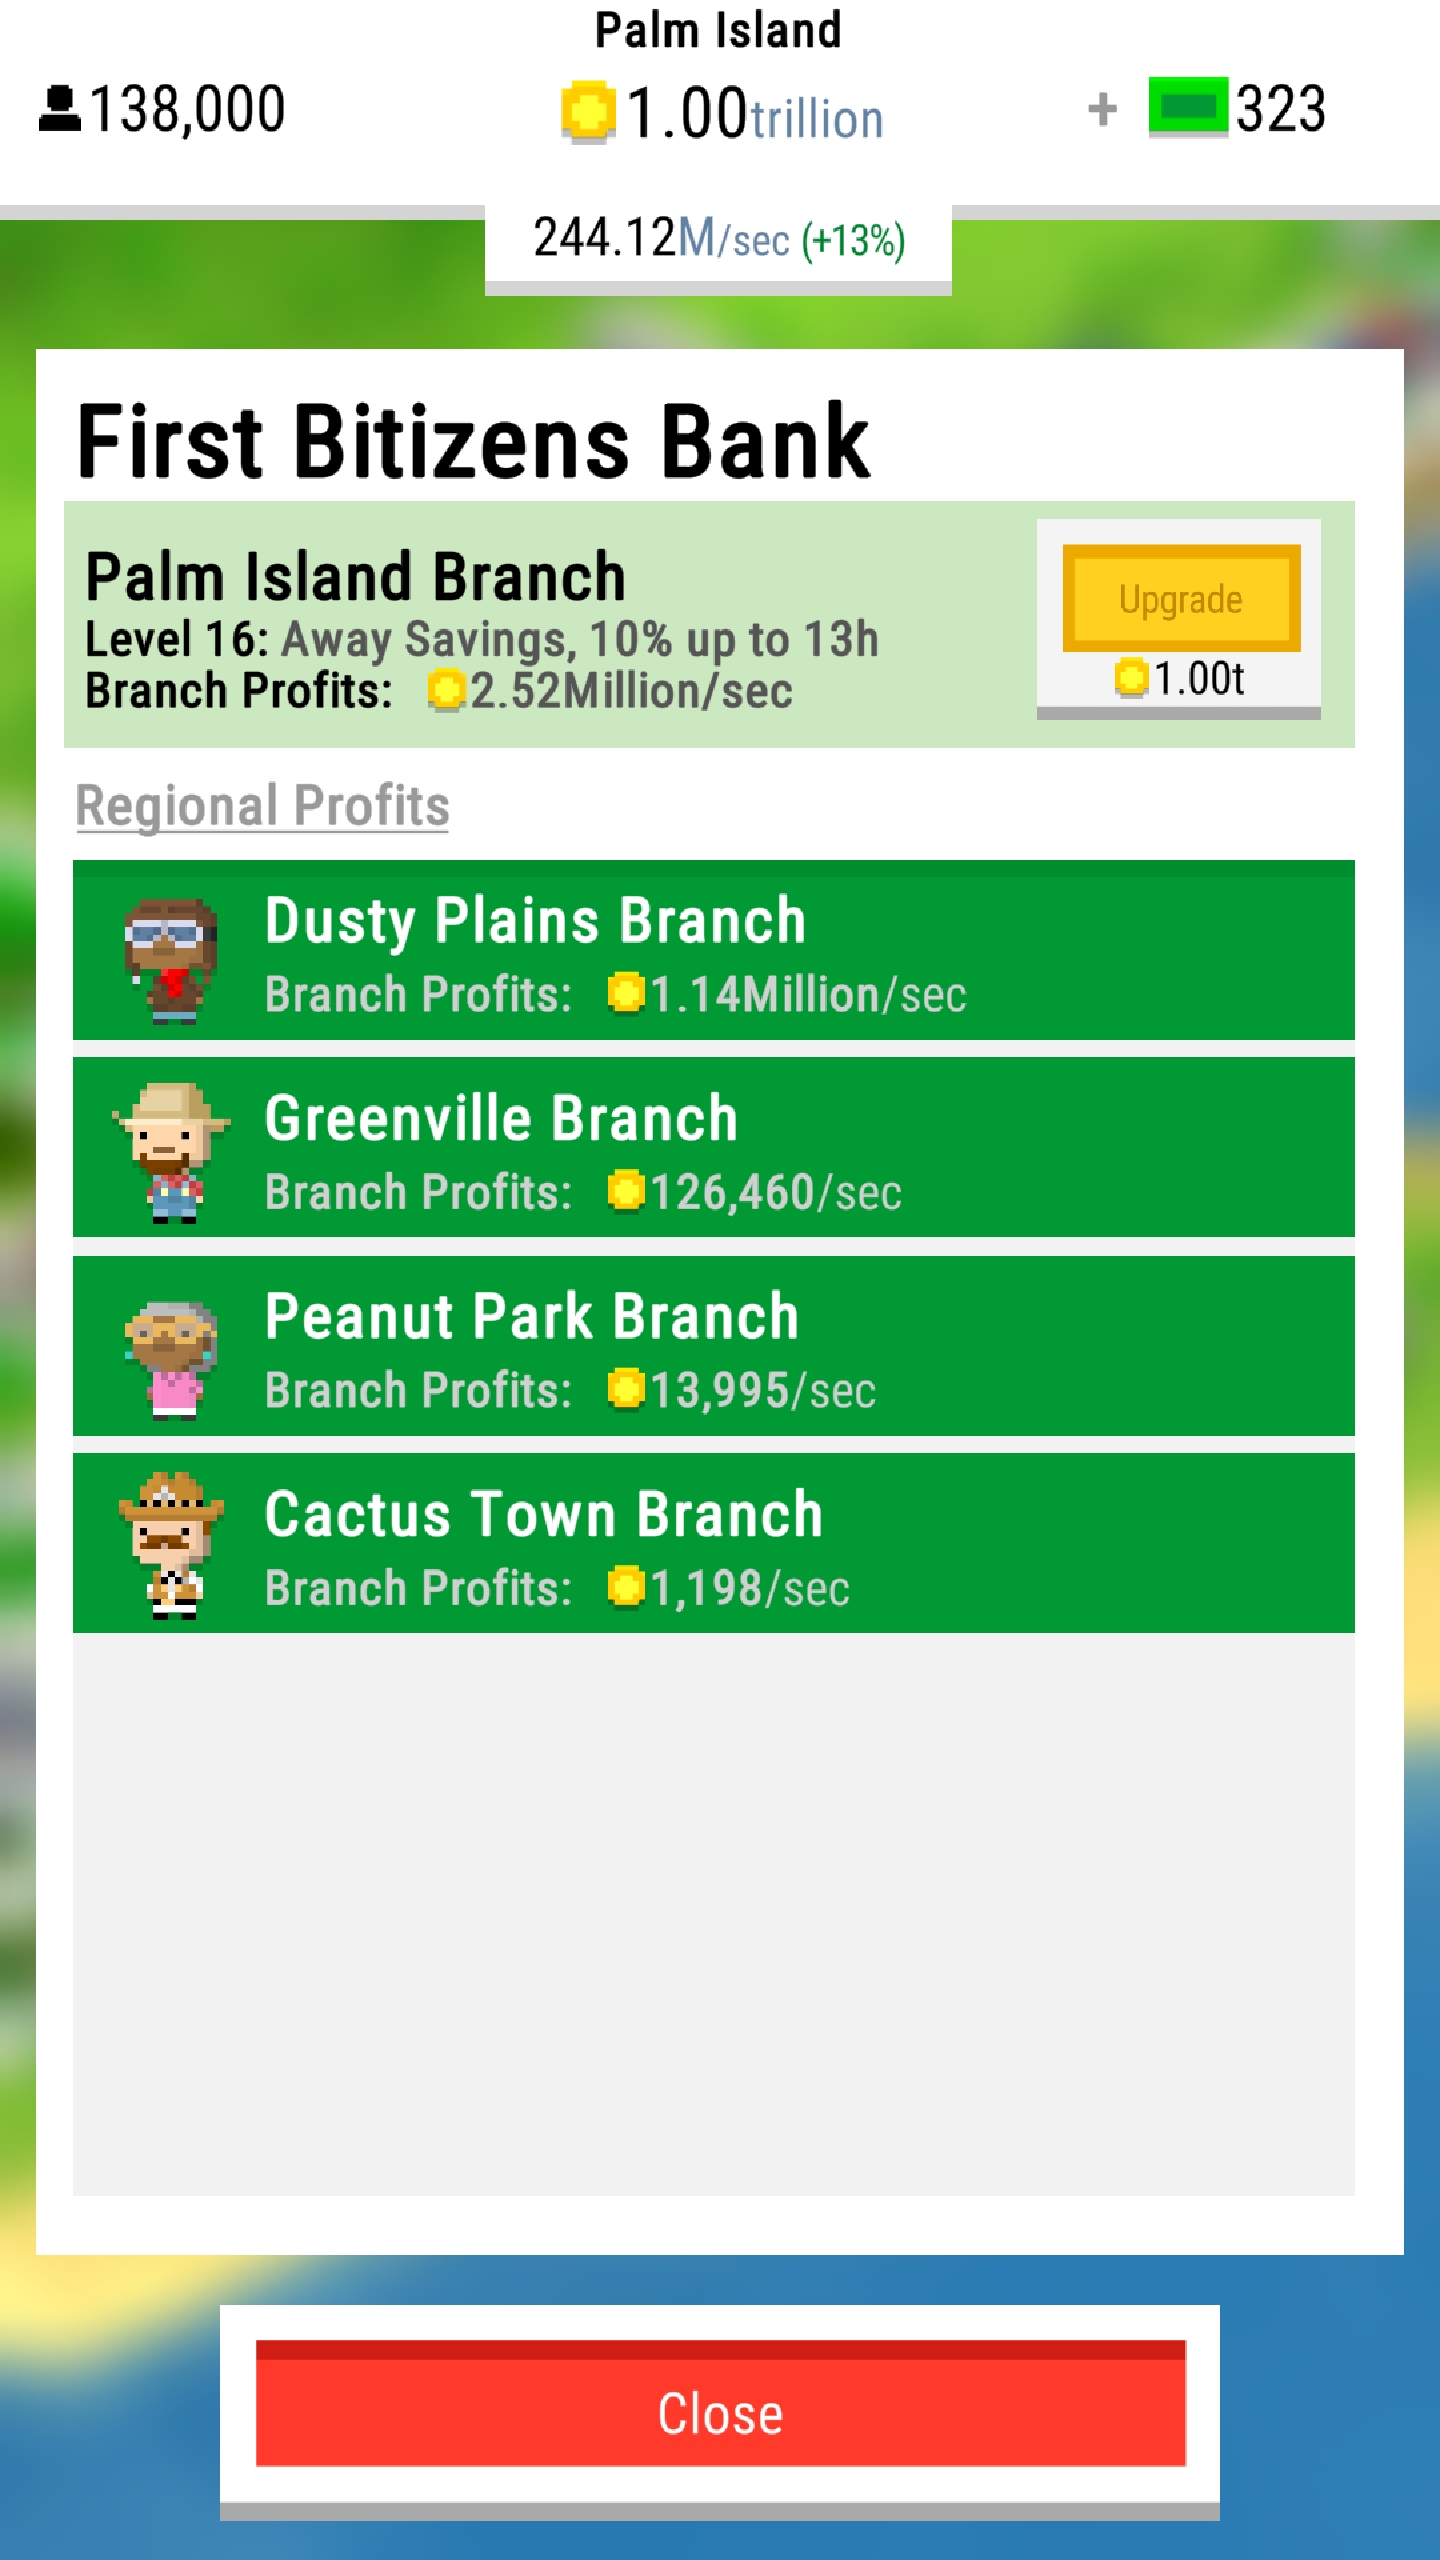 Palm Island
138,000
1.00trillion
+ 323
244.12M/sec (+13%)
First Bitizens Bank
Palm Island Branch
Level 16: Away Savings, 10% up to 13h
Branch Profits: 2.52Million/sec
Upgrade
1.00t
Regional Profits
Dusty Plains Branch
Branch Profits: 1.14Million/sec
Greenville Branch
Branch Profits: 126,460/sec
Peanut Park Branch
Branch Profits: 13,995/sec
Cactus Town Branch
Branch Profits: 1,198/sec
Close